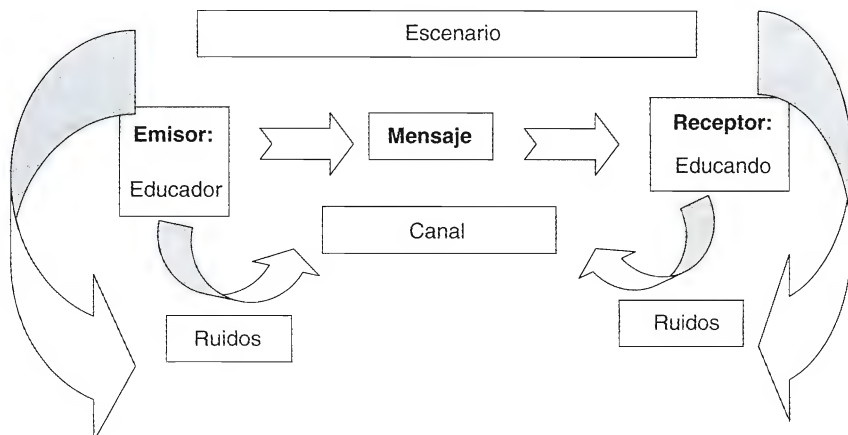 Escenario
Emisor:
Educador
Mensaje
Receptor:
Educando
Canal
Ruidos
Ruidos